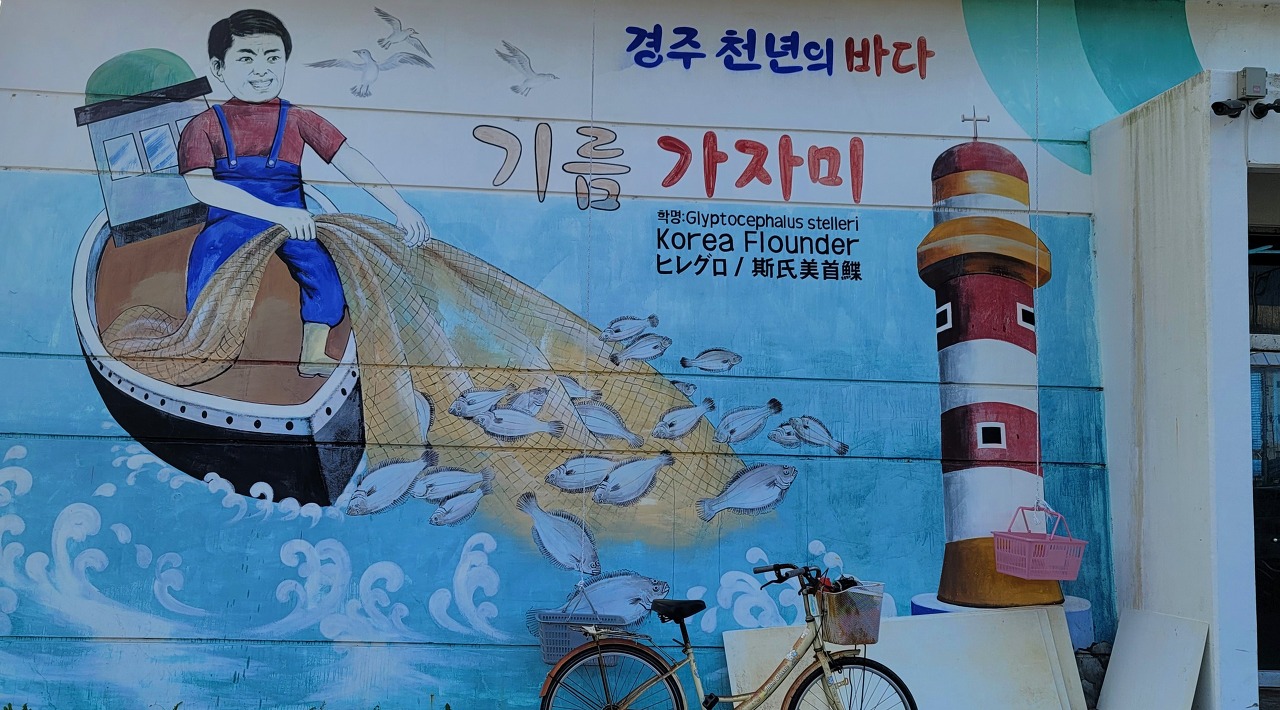 경주 천년의 바다
기름 가자미
학명:Glyptocephalus stelleri
Korea Flounder
ヒレグロ / 斯氏美首鰈